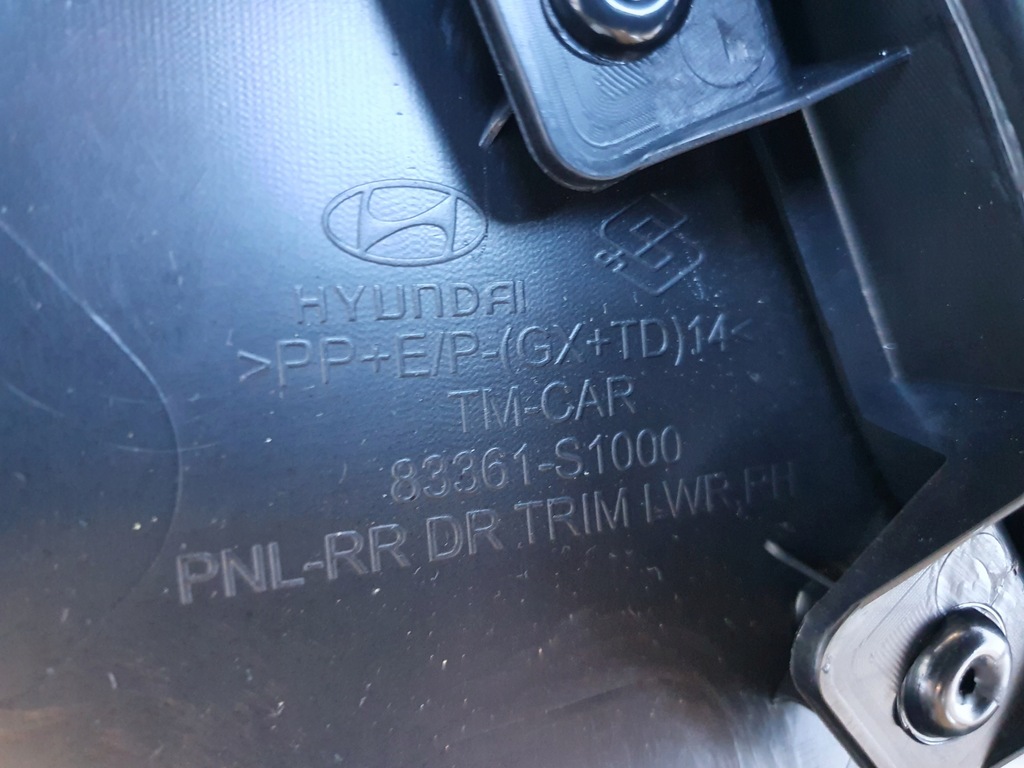 HYUNDAI
>PP+E/P-(GX+TD)14<
TM-CAR
83361-S1000
PNL-RR DR TRIM LWR,RH